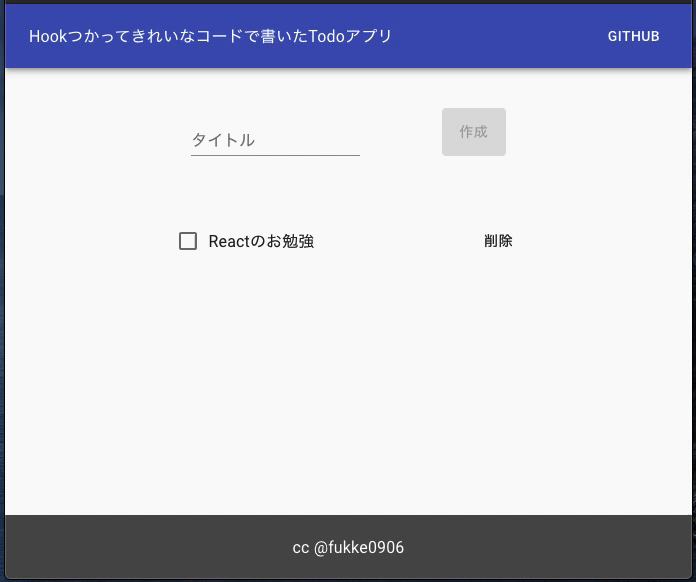 Hookつかってきれいなコードで書いたTodoアプリ
GITHUB
タイトル
作成
Reactのお勉強
削除
cc @fukke0906